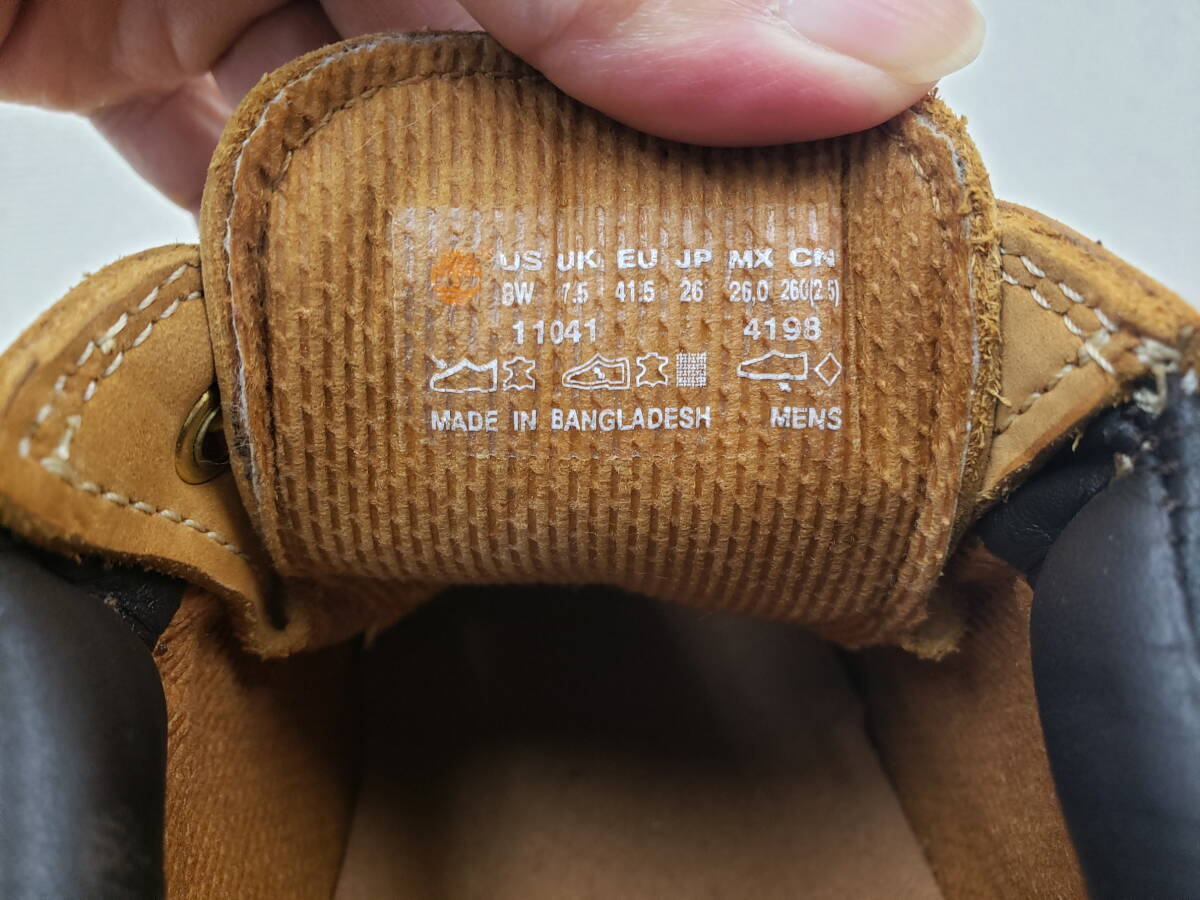 US UK EU JP MX CN
8W 7.5 41.5 26 26.0 260(2.5)
11041 4198
MADE IN BANGLADESH MENS